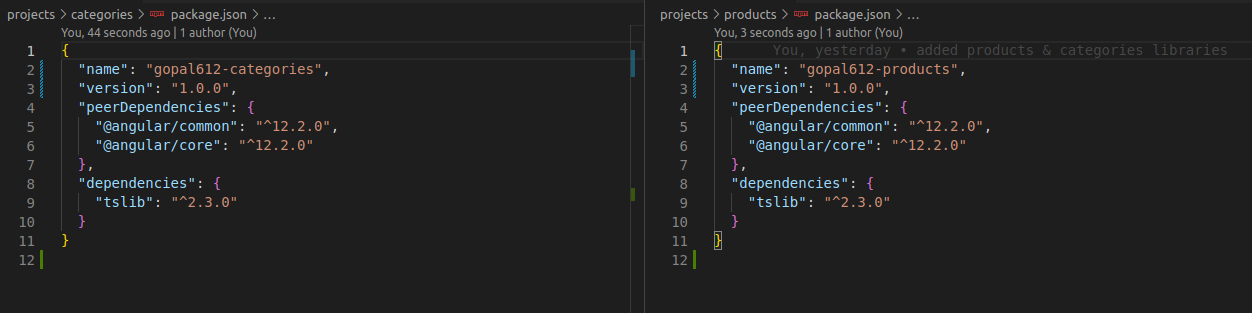 projects > categories > package.json > ...
You, 44 seconds ago | 1 author (You)
1 {
2 "name": "gopal612-categories",
3 "version": "1.0.0",
4 "peerDependencies": {
5 "@angular/common": "^12.2.0",
6 "@angular/core": "^12.2.0"
7 },
8 "dependencies": {
9 "tslib": "^2.3.0"
10 }
11 }
12
projects > products > package.json > ...
You, 3 seconds ago | 1 author (You)
1 { You, yesterday • added products & categories libraries
2 "name": "gopal612-products",
3 "version": "1.0.0",
4 "peerDependencies": {
5 "@angular/common": "^12.2.0",
6 "@angular/core": "^12.2.0"
7 },
8 "dependencies": {
9 "tslib": "^2.3.0"
10 }
11 }
12